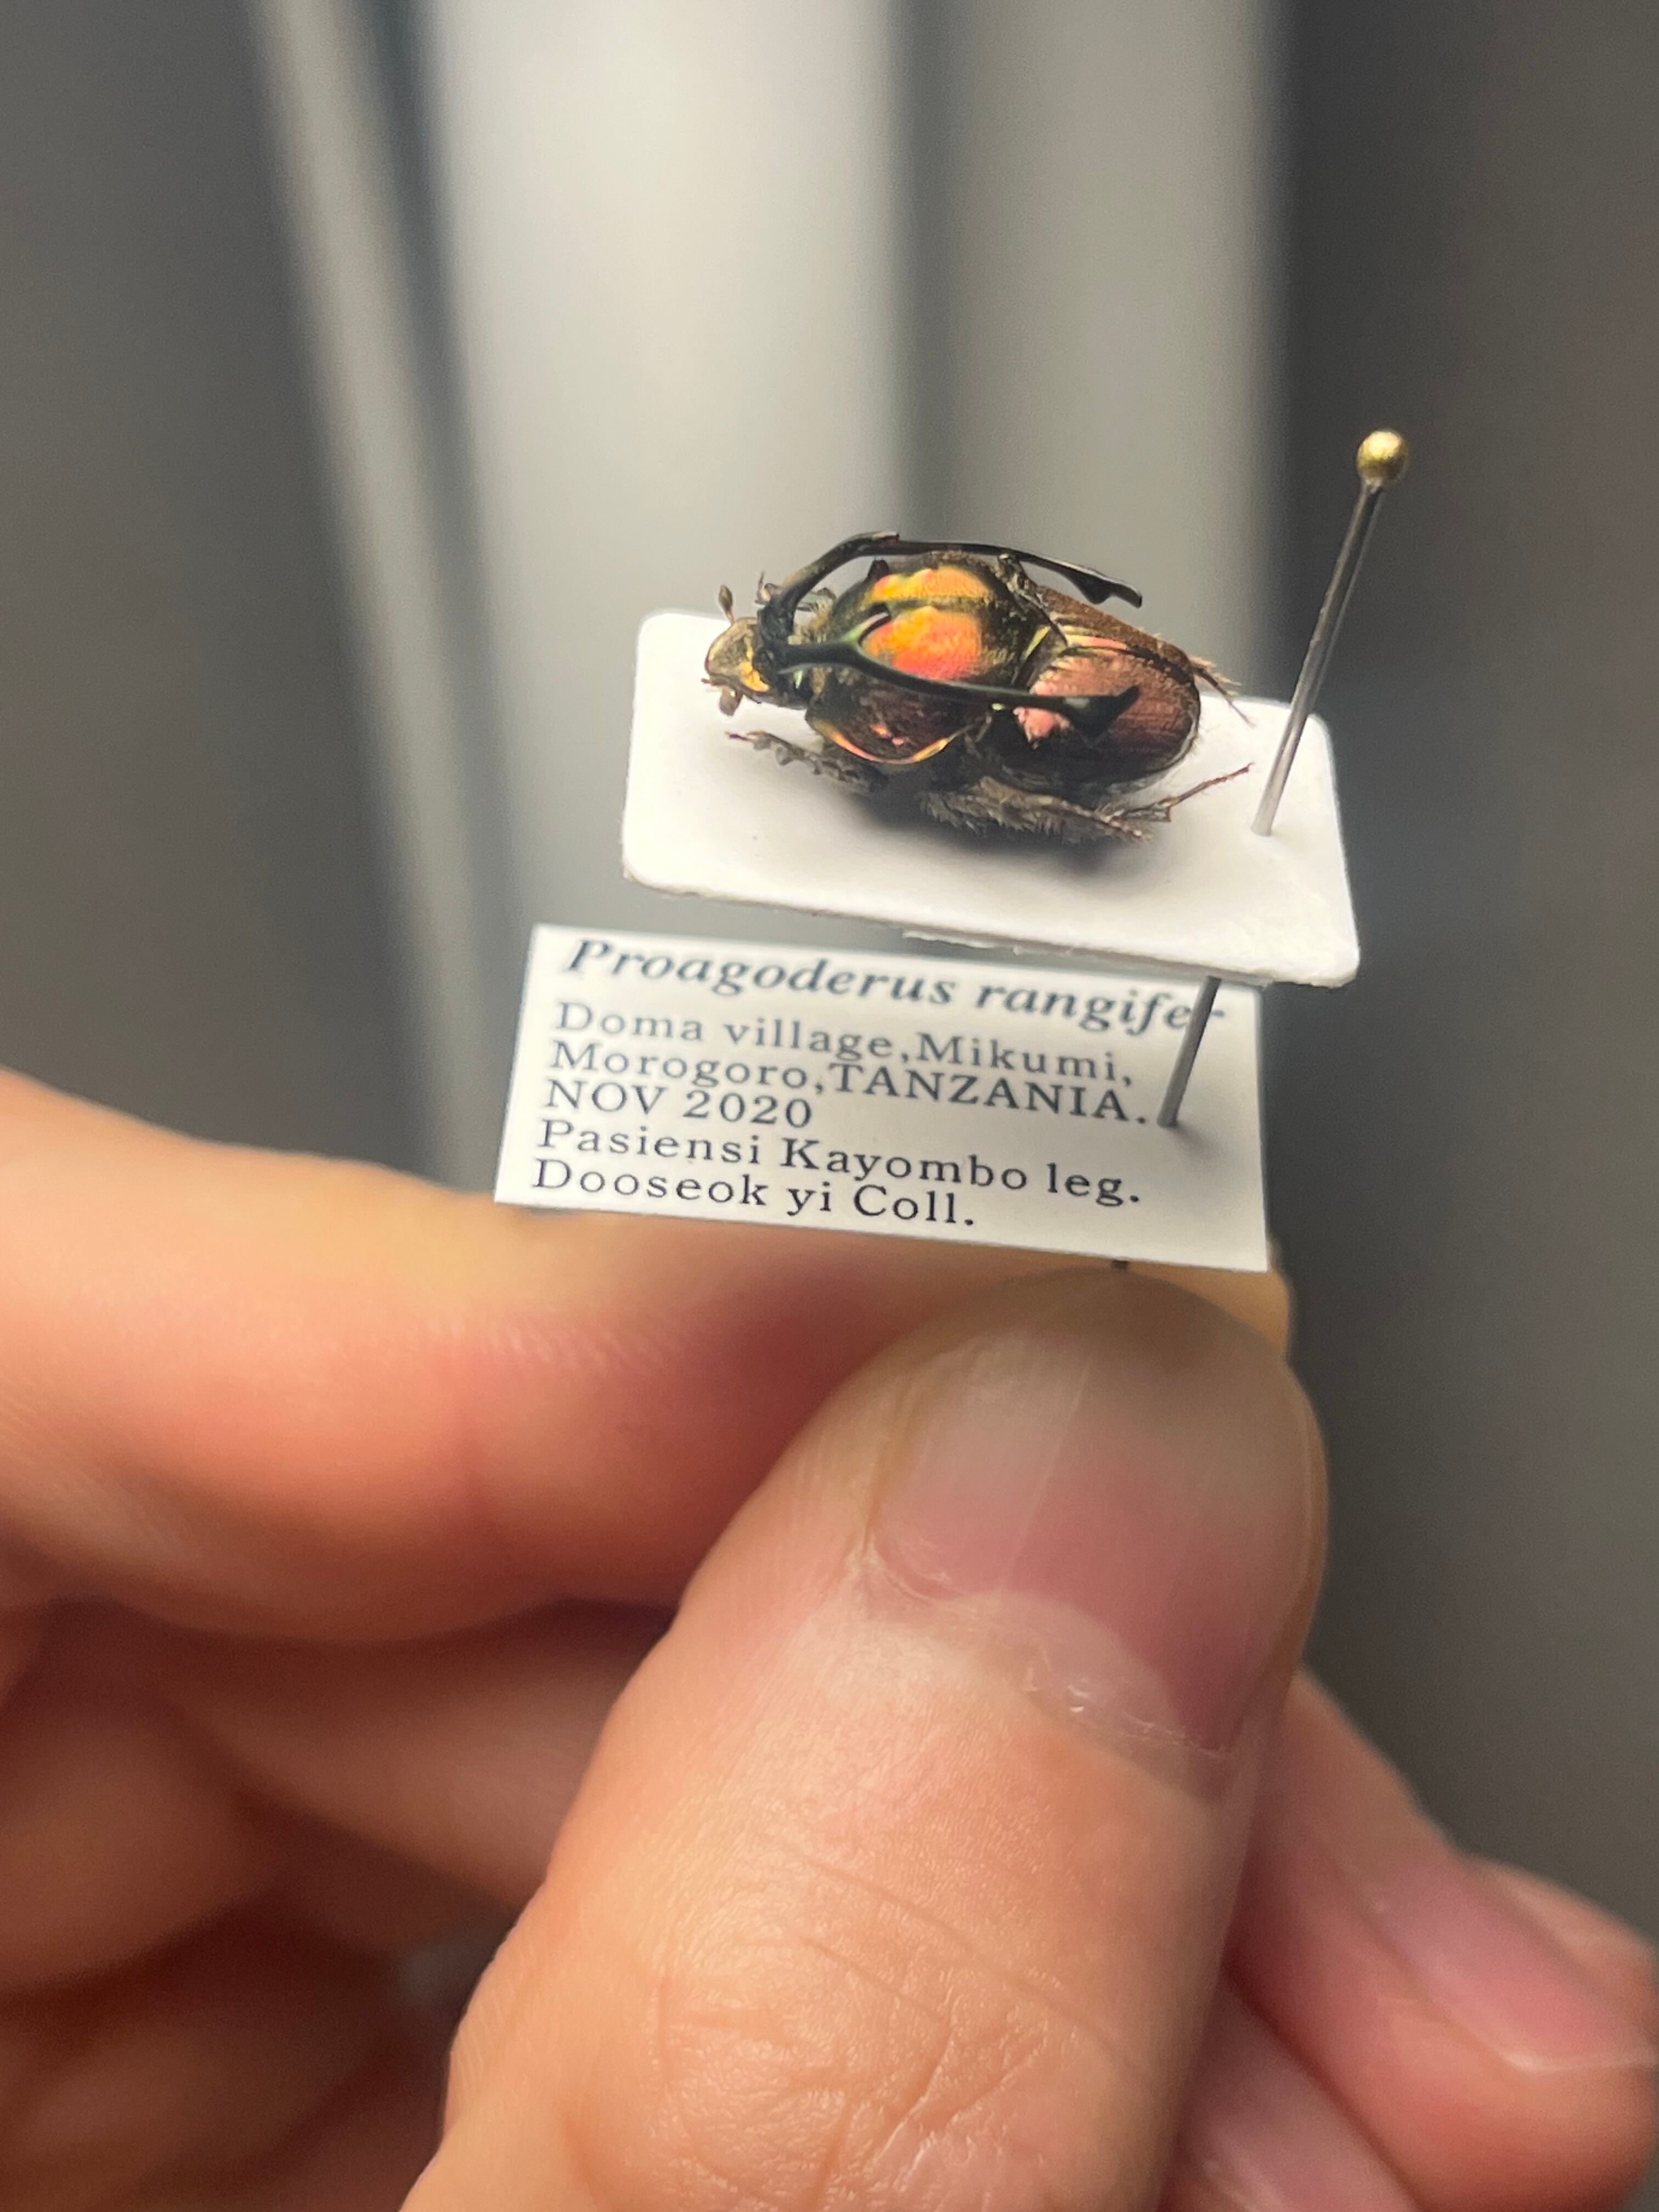 Proagoderus rangifer
Doma village,Mikumi,
Morogoro,TANZANIA.
NOV 2020
Pasiensi Kayombo leg.
Dooseok yi Coll.